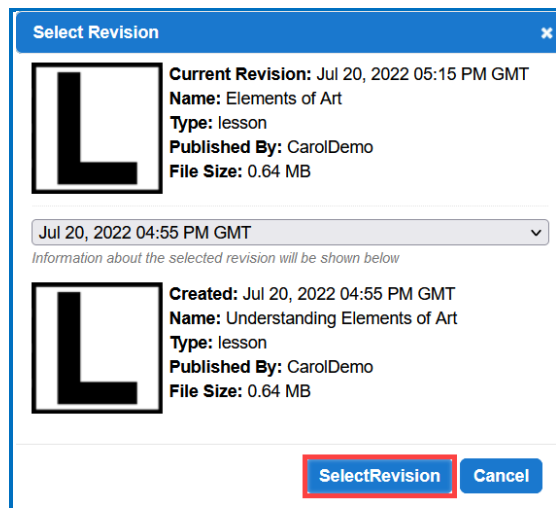 Select Revision ×
L
Current Revision: Jul 20, 2022 05:15 PM GMT
Name: Elements of Art
Type: lesson
Published By: CarolDemo
File Size: 0.64 MB
Jul 20, 2022 04:55 PM GMT
Information about the selected revision will be shown below
L
Created: Jul 20, 2022 04:55 PM GMT
Name: Understanding Elements of Art
Type: lesson
Published By: CarolDemo
File Size: 0.64 MB
SelectRevision Cancel